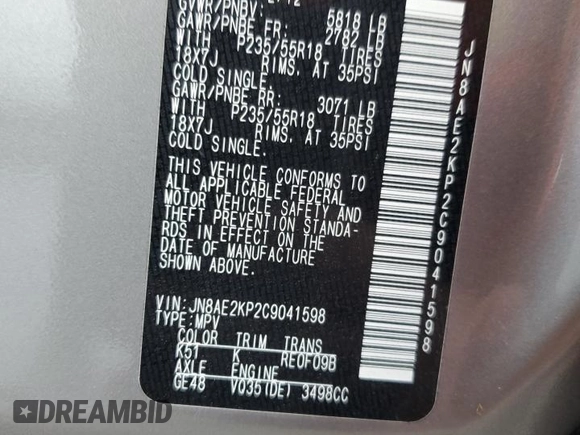 GVWR/PNBV: 5818 LB
GAWR/PNBE FR: 2782 LB
WITH P235/55R18 TIRES
18X7J RIMS, AT 35PSI
COLD SINGLE.
GAWR/PNBE-RR: 3071 LB
WITH P235/55R18 TIRES
18X7J RIMS, AT 35PSI
COLD SINGLE.
THIS VEHICLE CONFORMS TO
ALL APPLICABLE FEDERAL
MOTOR VEHICLE SAFETY AND
THEFT PREVENTION STANDA-
RDS IN EFFECT ON THE
DATE OF MANUFACTURE
SHOWN ABOVE.
VIN: JN8AE2KP2C9041598
TYPE: MPV
COLOR TRIM TRANS
K51 K RE0F09B
AXLE ENGINE
GE48 VQ35(DE) 3498CC
JN8AE2KP2C9041598
DREAMBID